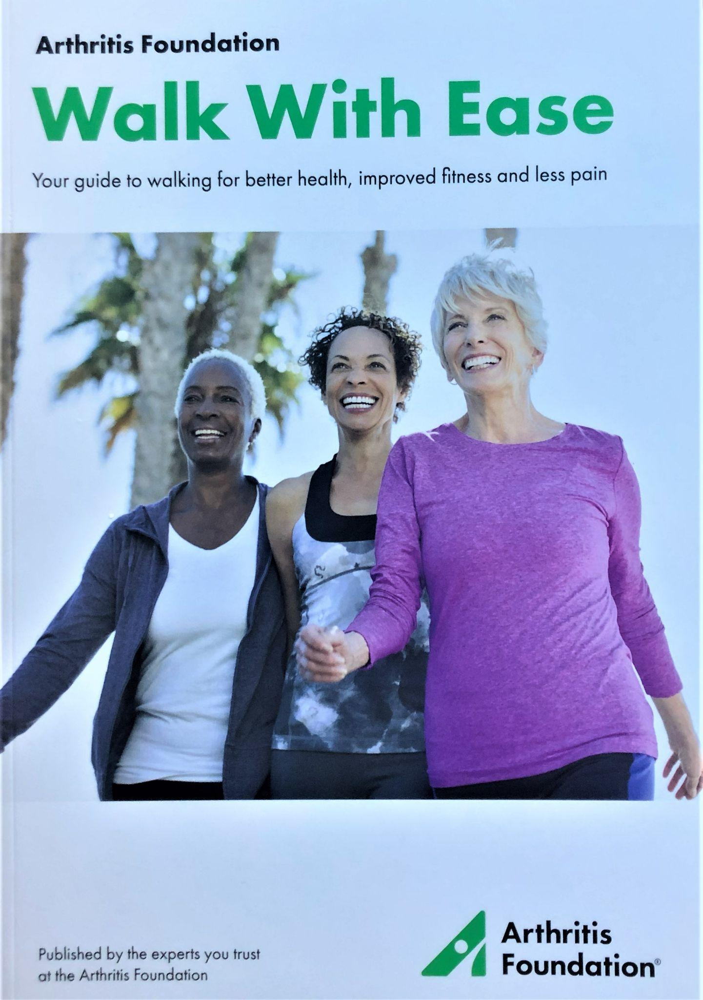 Arthritis Foundation
Walk With Ease
Your guide to walking for better health, improved fitness and less pain
Published by the experts you trust
at the Arthritis Foundation
Arthritis
Foundation®